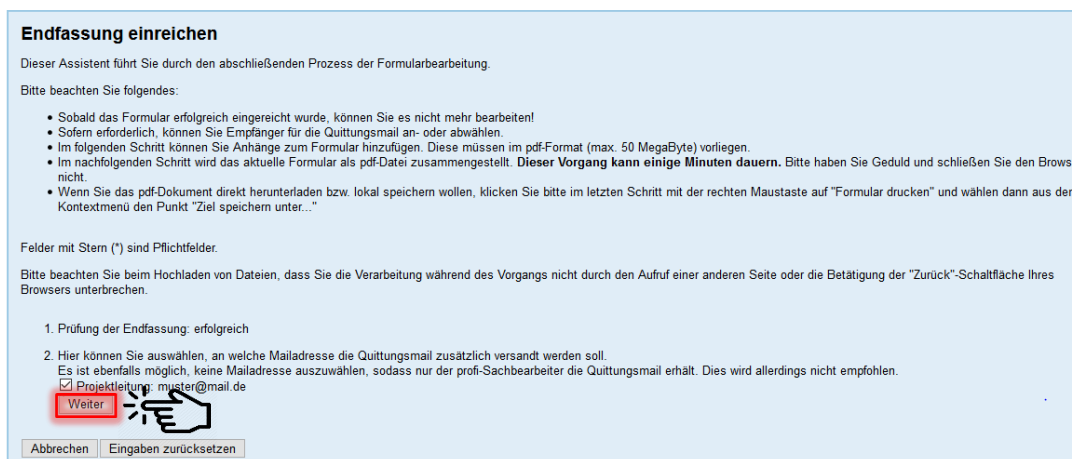 Endfassung einreichen
Dieser Assistent führt Sie durch den abschließenden Prozess der Formularbearbeitung.
Bitte beachten Sie folgendes:
• Sobald das Formular erfolgreich eingereicht wurde, können Sie es nicht mehr bearbeiten!
• Sofern erforderlich, können Sie Empfänger für die Quittungsmail an- oder abwählen.
• Im folgenden Schritt können Sie Anhänge zum Formular hinzufügen. Diese müssen im pdf-Format (max. 50 MegaByte) vorliegen.
• Im nachfolgenden Schritt wird das aktuelle Formular als pdf-Datei zusammengestellt. Dieser Vorgang kann einige Minuten dauern. Bitte haben Sie Geduld und schließen Sie den Brows
nicht.
• Wenn Sie das pdf-Dokument direkt herunterladen bzw. lokal speichern wollen, klicken Sie bitte im letzten Schritt mit der rechten Maustaste auf "Formular drucken" und wählen dann aus der
Kontextmenü den Punkt "Ziel speichern unter..."
Felder mit Stern (*) sind Pflichtfelder.
Bitte beachten Sie beim Hochladen von Dateien, dass Sie die Verarbeitung während des Vorgangs nicht durch den Aufruf einer anderen Seite oder die Betätigung der "Zurück"-Schaltfläche Ihres
Browsers unterbrechen.
1. Prüfung der Endfassung: erfolgreich
2. Hier können Sie auswählen, an welche Mailadresse die Quittungsmail zusätzlich versandt werden soll.
Es ist ebenfalls möglich, keine Mailadresse auszuwählen, sodass nur der profi-Sachbearbeiter die Quittungsmail erhält. Dies wird allerdings nicht empfohlen.
Projektleitung: muster@mail.de
Weiter
Abbrechen Eingaben zurücksetzen